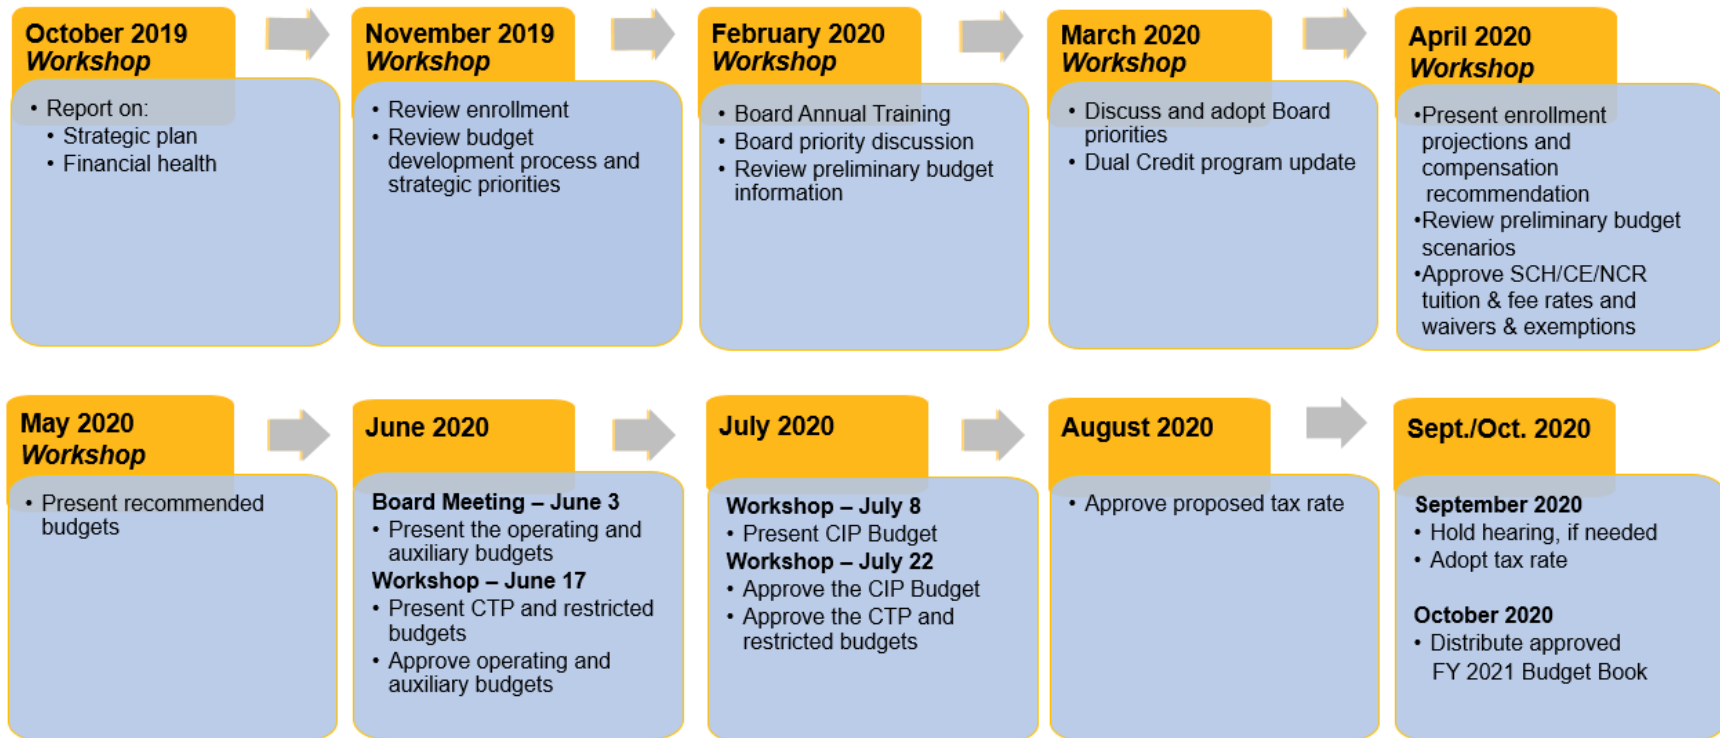 October 2019
Workshop
• Report on:
• Strategic plan
• Financial health
November 2019
Workshop
• Review enrollment
• Review budget
development process and
strategic priorities
February 2020
Workshop
• Board Annual Training
• Board priority discussion
• Review preliminary budget
information
March 2020
Workshop
• Discuss and adopt Board
priorities
• Dual Credit program update
April 2020
Workshop
•Present enrollment
projections and
compensation
recommendation
•Review preliminary budget
scenarios
•Approve SCH/CE/NCR
tuition & fee rates and
waivers & exemptions
May 2020
Workshop
• Present recommended
budgets
June 2020
Board Meeting – June 3
• Present the operating and
auxiliary budgets
Workshop – June 17
• Present CTP and restricted
budgets
• Approve operating and
auxiliary budgets
July 2020
Workshop – July 8
• Present CIP Budget
Workshop – July 22
• Approve the CIP Budget
• Approve the CTP and
restricted budgets
August 2020
• Approve proposed tax rate
Sept./Oct. 2020
September 2020
• Hold hearing, if needed
• Adopt tax rate
October 2020
• Distribute approved
FY 2021 Budget Book